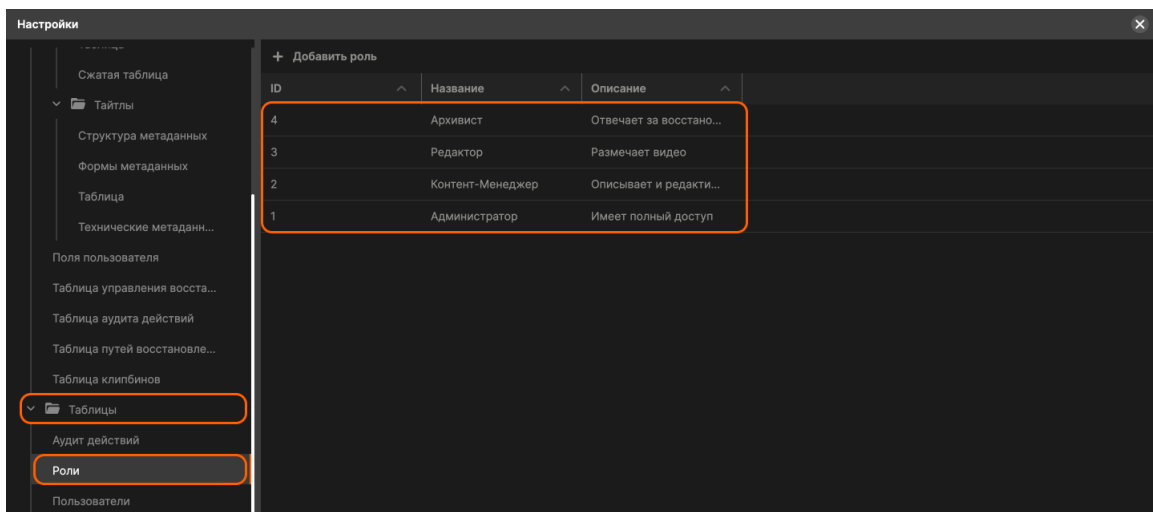 Настройки
Сжатая таблица
Тайтлы
Структура метаданных
Формы метаданных
Таблица
Технические метаданн...
Поля пользователя
Таблица управления восста...
Таблица аудита действий
Таблица путей восстановле...
Таблица клипбинов
Таблицы
Аудит действий
Роли
Пользователи
+ Добавить роль
ID Название Описание
4 Архивист Отвечает за восстано...
3 Редактор Размечает видео
2 Контент-Менеджер Описывает и редакти...
1 Администратор Имеет полный доступ